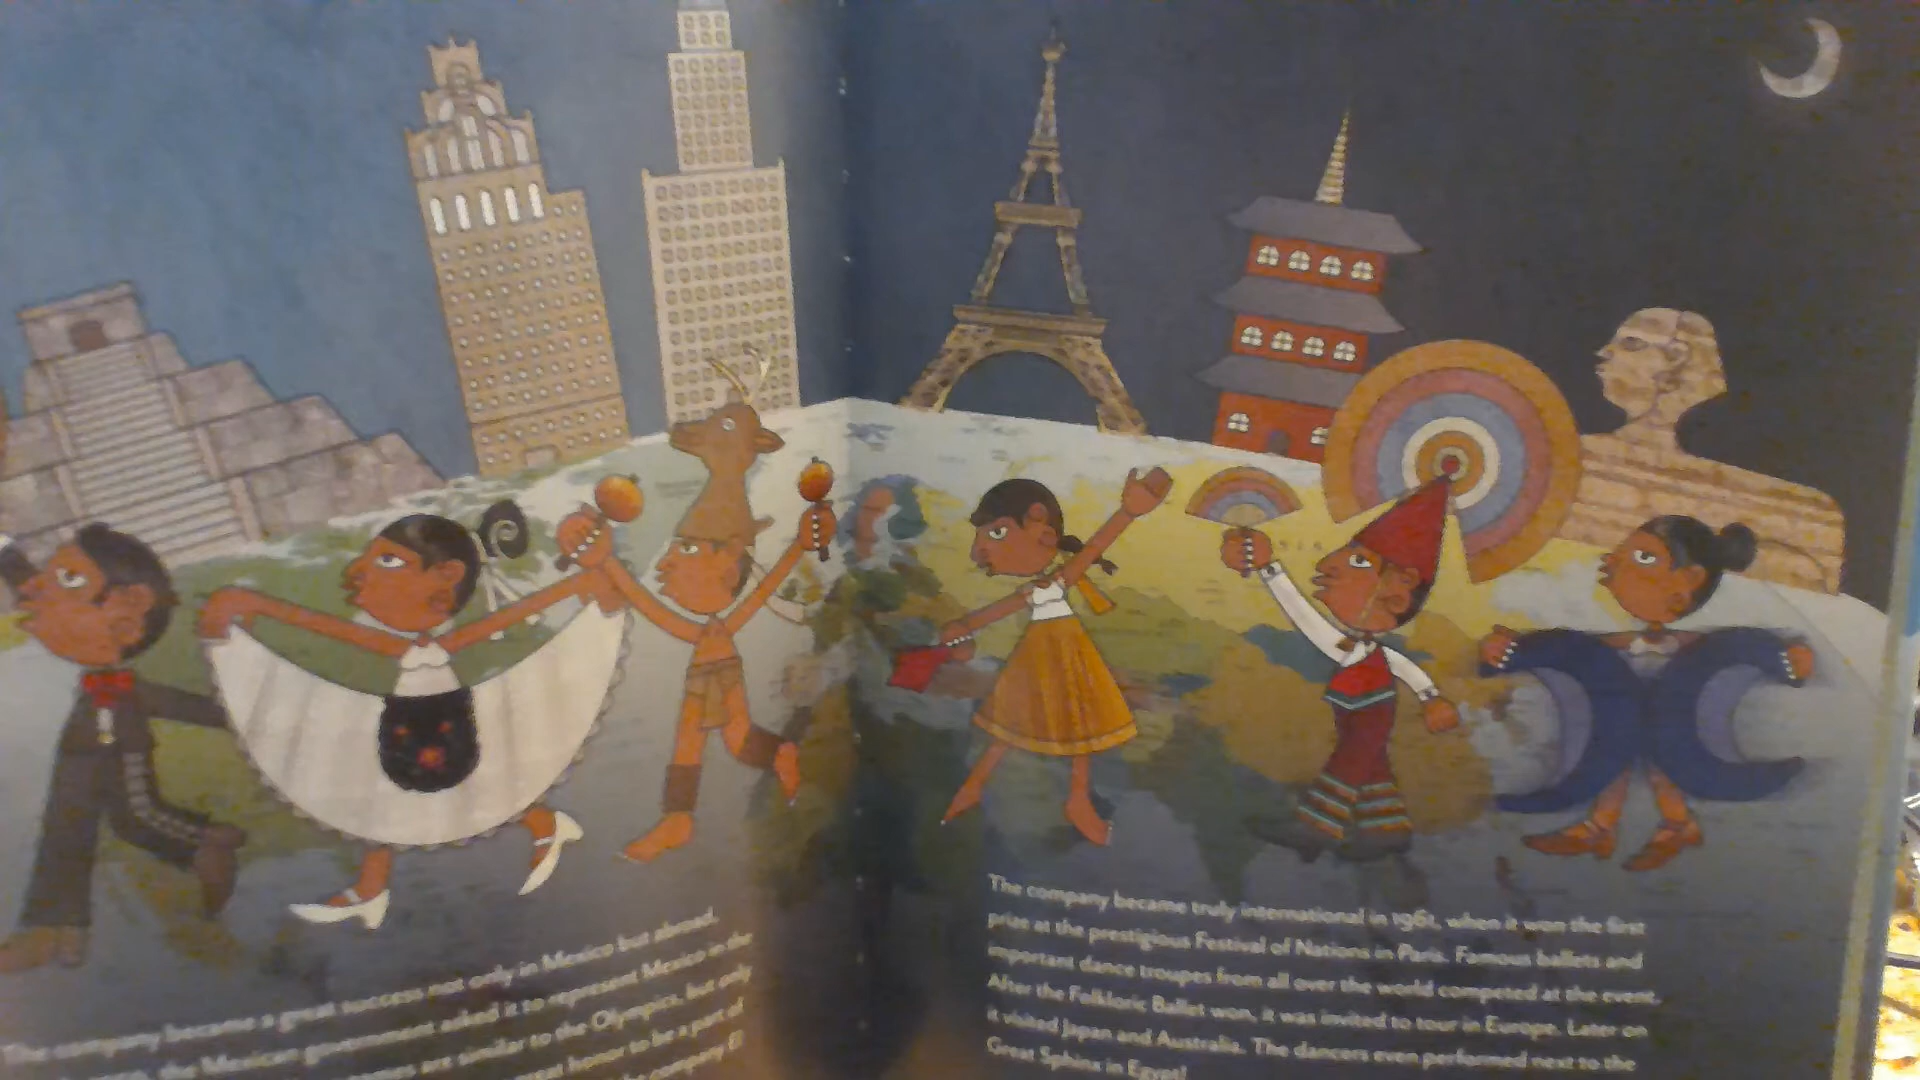 The company became a great success not only in Mexico but abroad.
the Mexican government asked it to represent Mexico in the
are similar to the Olympics, but only
great honor to be a part of
company El
The company became truly international in 1961, when it won the first
prize at the prestigious Festival of Nations in Paris. Famous ballets and
important dance troupes from all over the world competed at the event.
After the Folkloric Ballet won, it was invited to tour in Europe. Later on
it visited Japan and Australia. The dancers even performed next to the
Great Sphinx in Egypt!